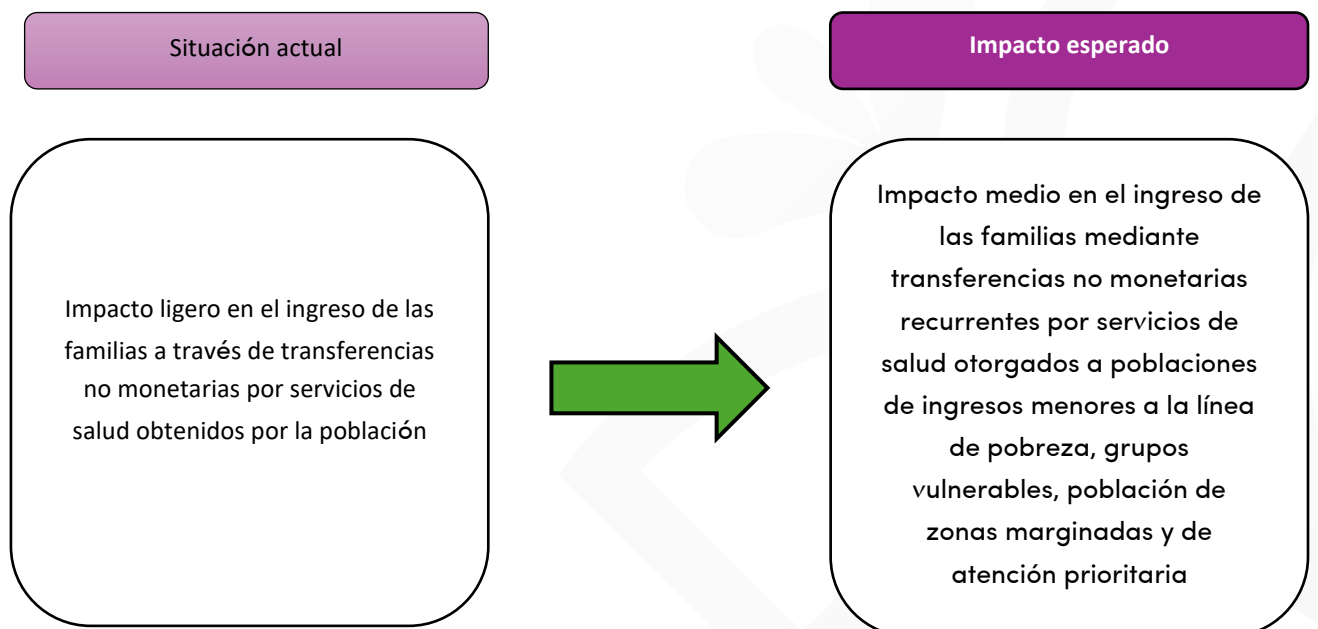 Situación actual
Impacto ligero en el ingreso de las
familias a través de transferencias
no monetarias por servicios de
salud obtenidos por la población
Impacto esperado
Impacto medio en el ingreso de
las familias mediante
transferencias no monetarias
recurrentes por servicios de
salud otorgados a poblaciones
de ingresos menores a la línea
de pobreza, grupos
vulnerables, población de
zonas marginadas y de
atención prioritaria